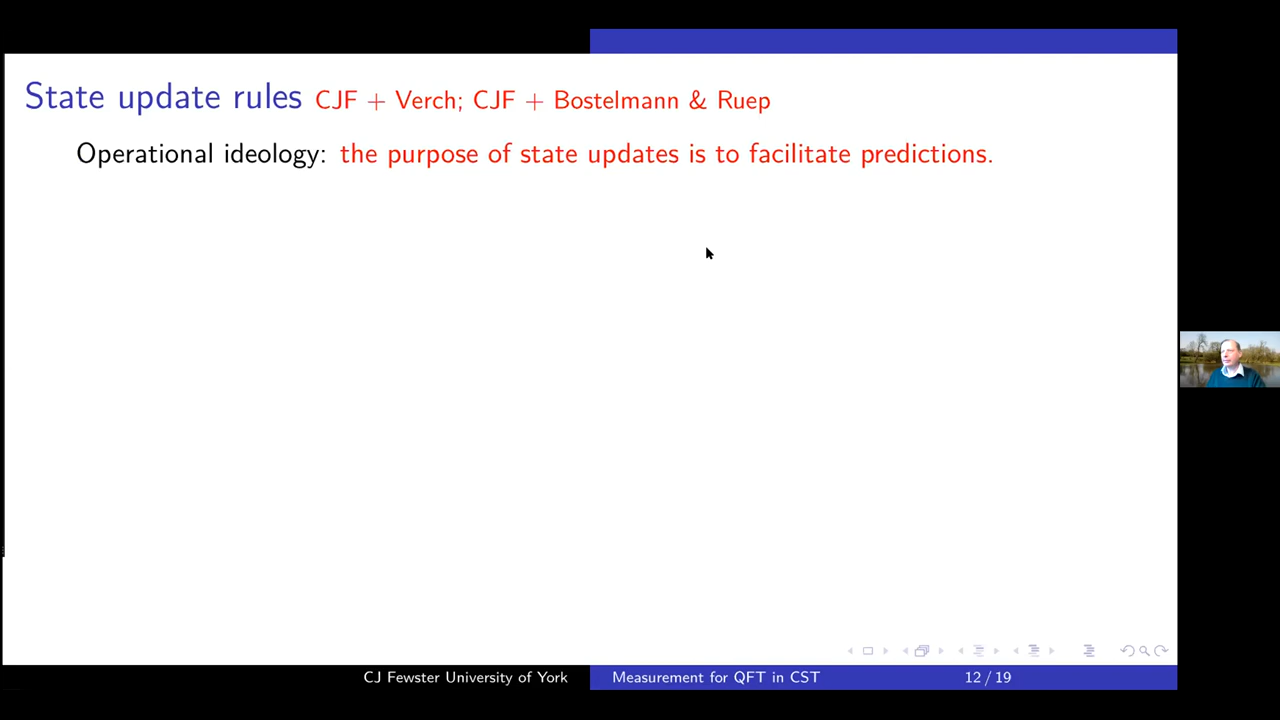 State update rules CJF + Verch; CJF + Bostelmann & Ruep
Operational ideology: the purpose of state updates is to facilitate predictions.
CJ Fewster University of York
Measurement for QFT in CST
12 / 19